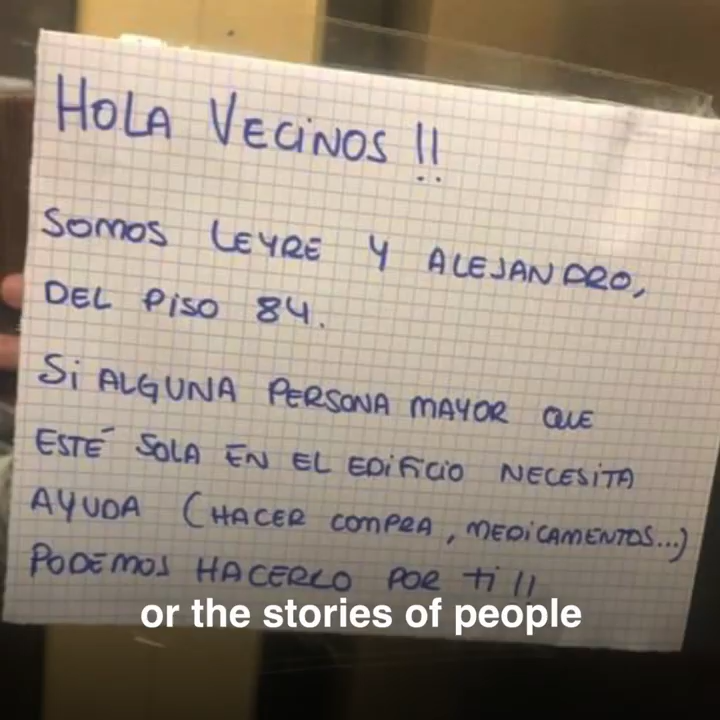 HOLA VECINOS !!
SOMOS LEYRE Y ALEJANDRO,
DEL PISO 84.
SI ALGUNA PERSONA MAYOR QUE
ESTÉ SOLA EN EL EDIFICIO NECESITA
AYUDA (HACER COMPRA, MEDICAMENTOS...)
PODEMOS HACERLO POR TI !!
or the stories of people